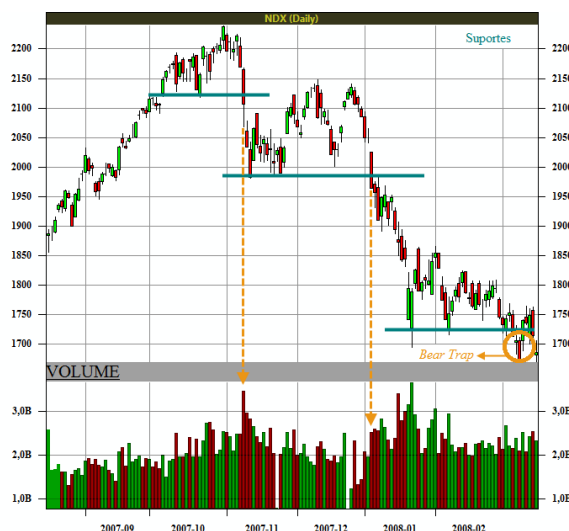 NDX (Daily)
Suportes
2200
2150
2100
2050
2000
1950
1900
1850
1800
1750
1700
2200
2150
2100
2050
2000
1950
1900
1850
1800
1750
1700
Bear Trap
VOLUME
3,0B
2,0B
1,0B
3,0B
2,0B
1,0B
2007-09
2007-10
2007-11
2007-12
2008-01
2008-02